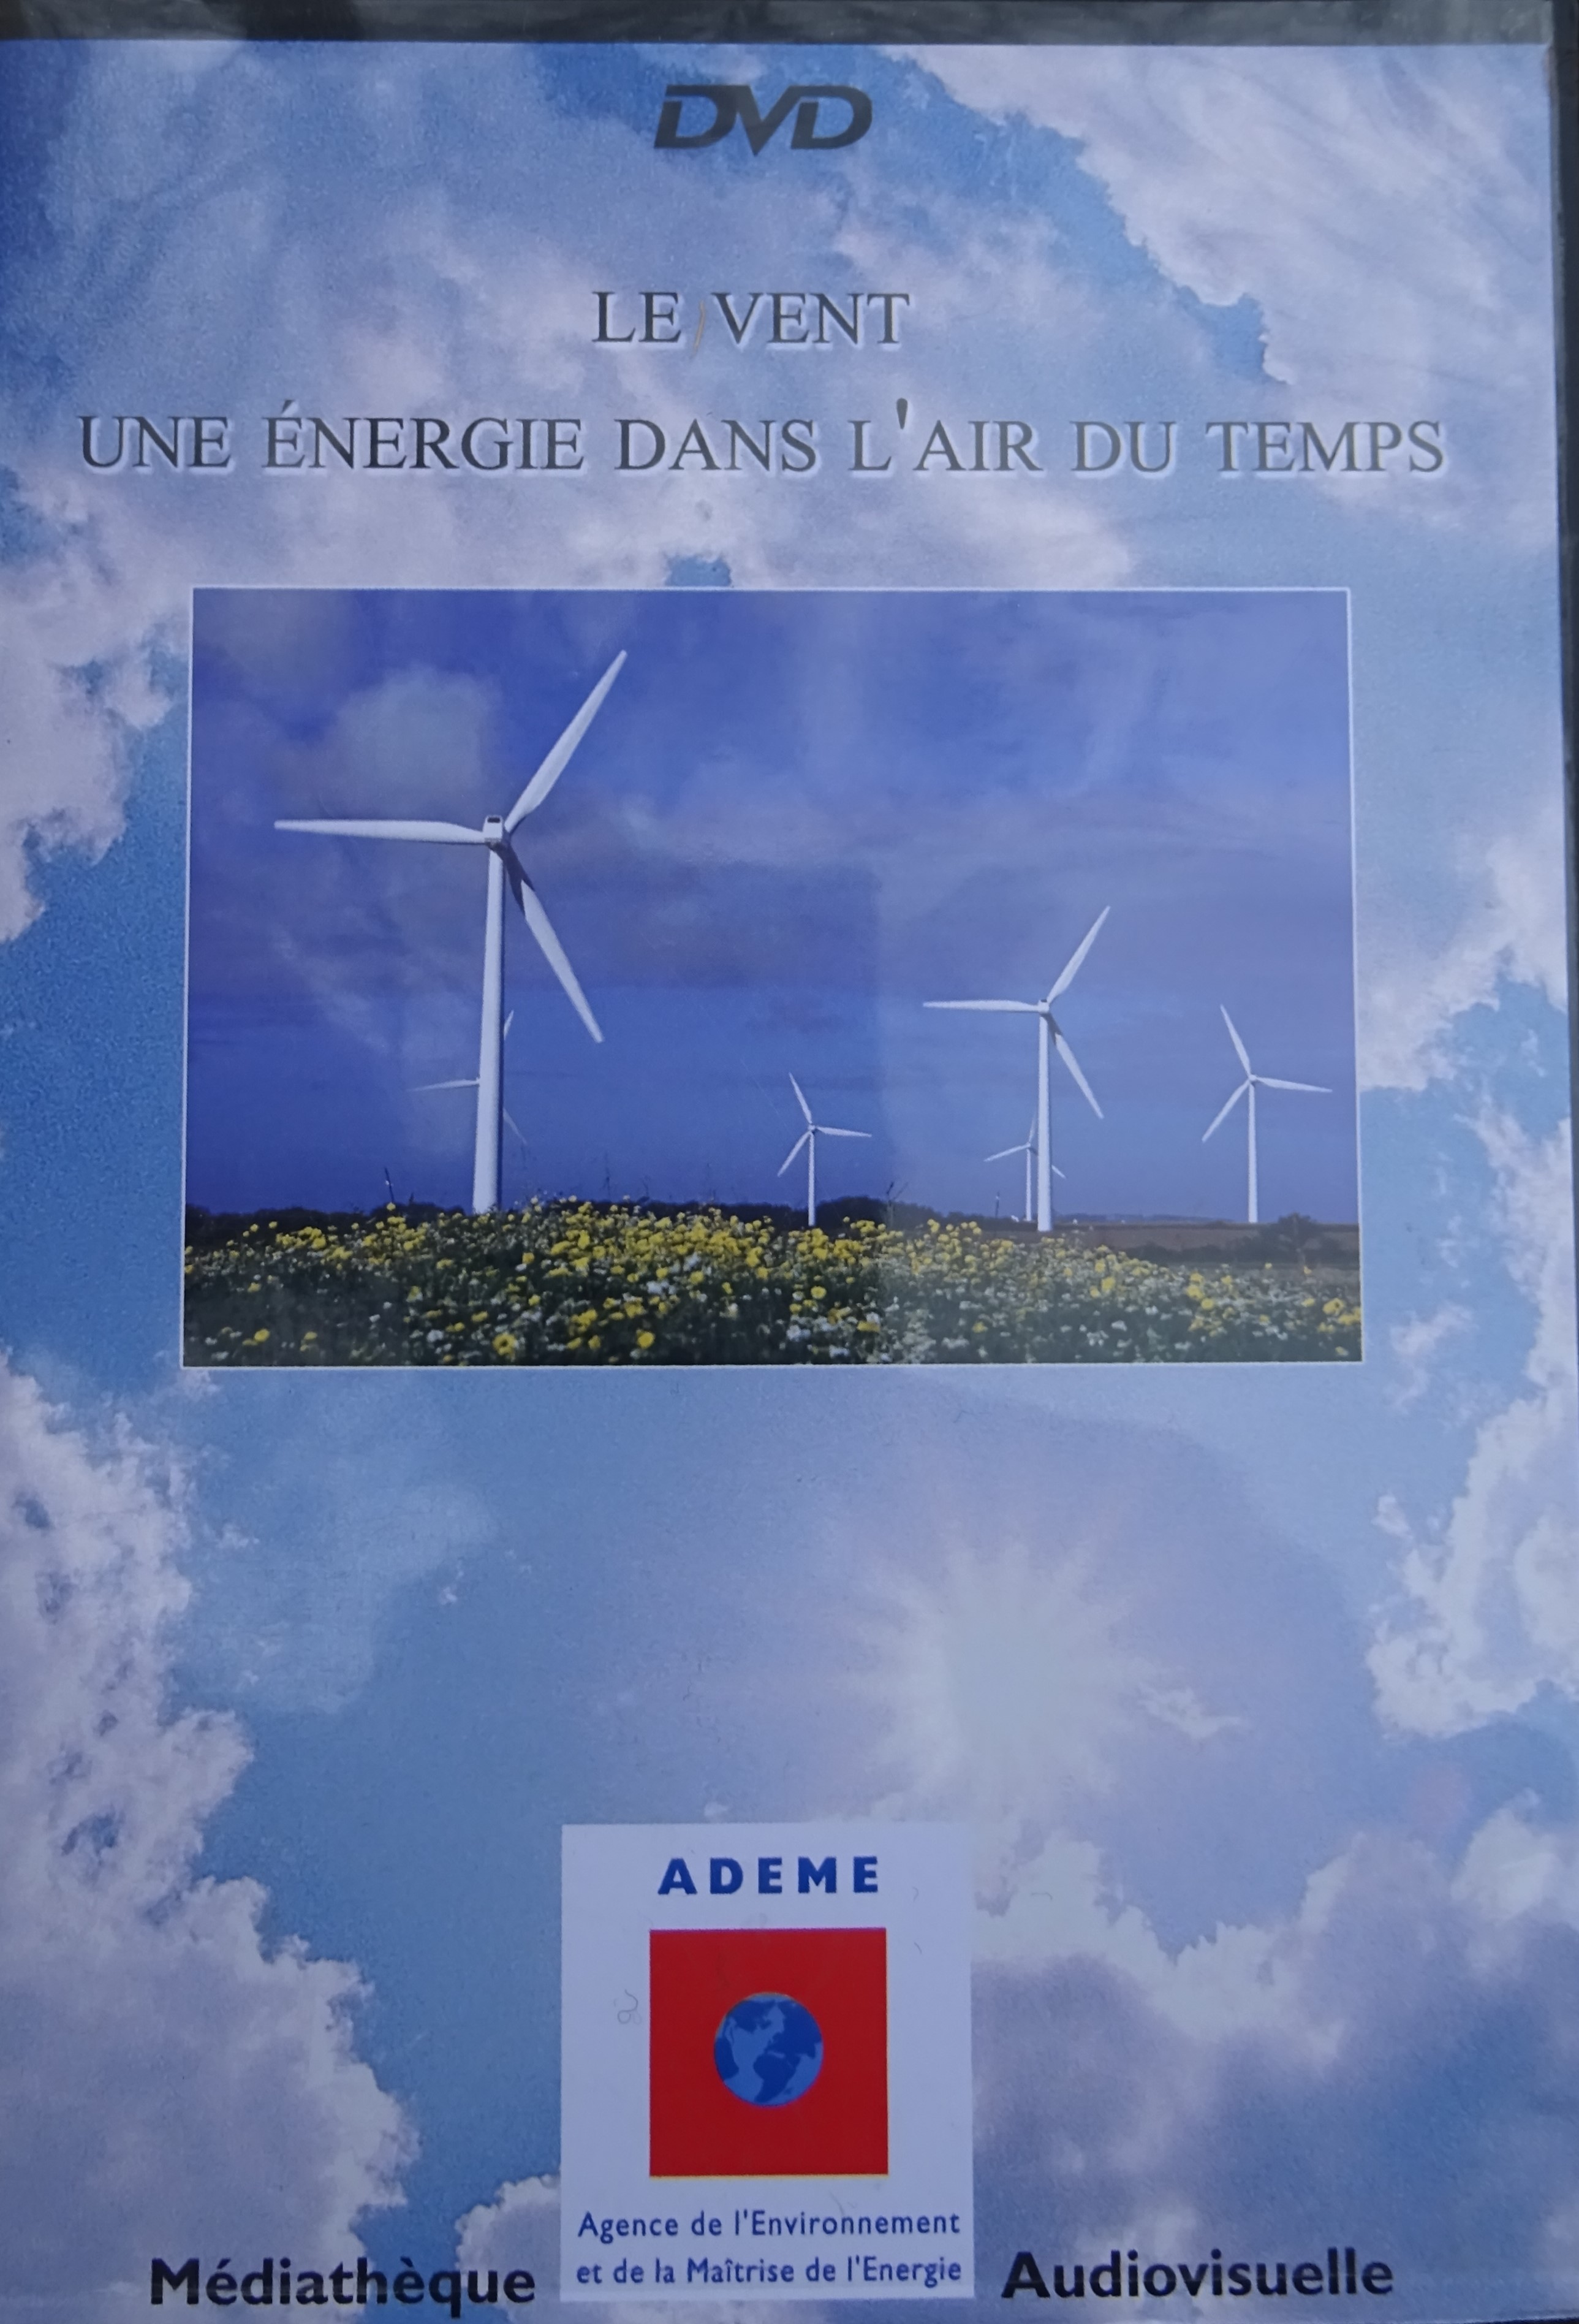 DVD
LE VENT
UNE ÉNERGIE DANS L'AIR DU TEMPS
ADEME
Agence de l'Environnement
et de la Maîtrise de l'Energie
Médiathèque Audiovisuelle